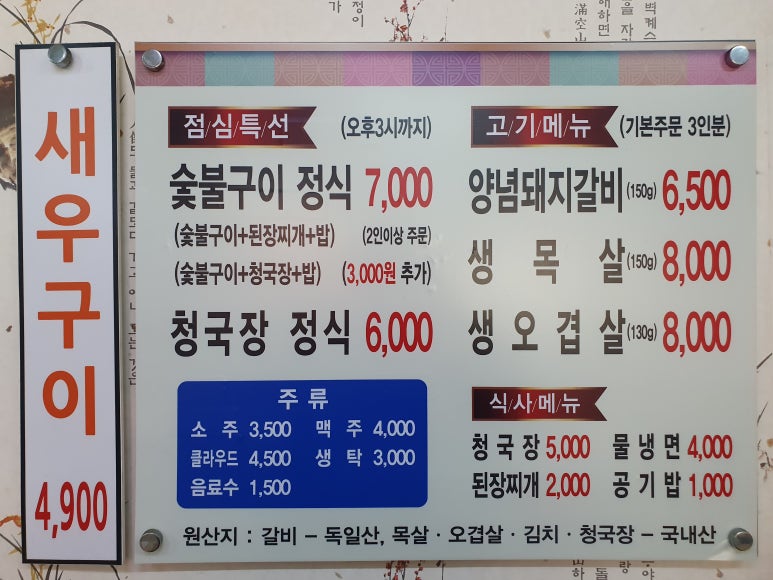 새우구이
4,900
점/심/특/선 (오후3시까지)
숯불구이 정식 7,000
(숯불구이+된장찌개+밥) (2인이상 주문)
(숯불구이+청국장+밥) (3,000원 추가)
청국장 정식 6,000
주 류
소 주 3,500 맥 주 4,000
클라우드 4,500 생 탁 3,000
음료수 1,500
고/기/메/뉴 (기본주문 3인분)
양념돼지갈비(150g) 6,500
생 목 살(150g) 8,000
생 오 겹 살(130g) 8,000
식/사/메/뉴
청 국 장 5,000 물 냉 면 4,000
된장찌개 2,000 공 기 밥 1,000
원산지 : 갈비 – 독일산, 목살 · 오겹살 · 김치 · 청국장 – 국내산